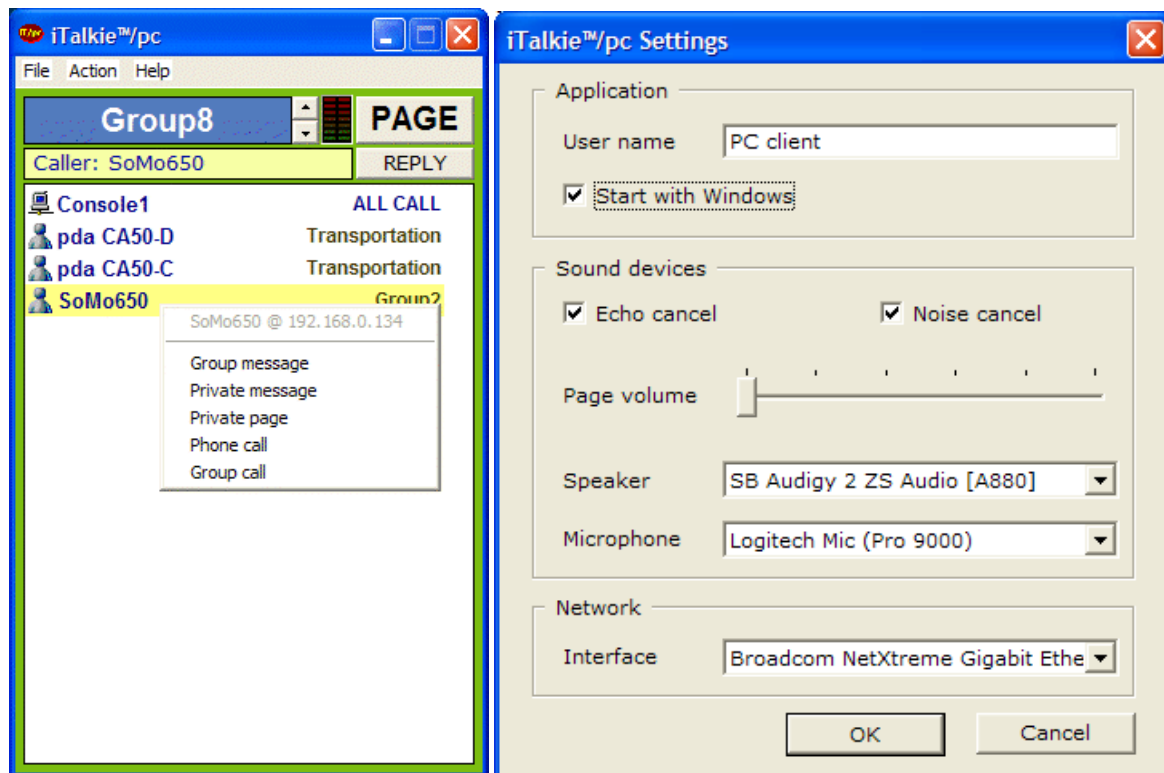 iTalkie™/pc
File Action Help
Group8 PAGE
Caller: SoMo650 REPLY
Console1 ALL CALL
pda CA50-D Transportation
pda CA50-C Transportation
SoMo650 Group2
SoMo650 @ 192.168.0.134
Group message
Private message
Private page
Phone call
Group call
iTalkie™/pc Settings
Application
User name PC client
Start with Windows
Sound devices
Echo cancel Noise cancel
Page volume
Speaker SB Audigy 2 ZS Audio [A880]
Microphone Logitech Mic (Pro 9000)
Network
Interface Broadcom NetXtreme Gigabit Ethe
OK Cancel